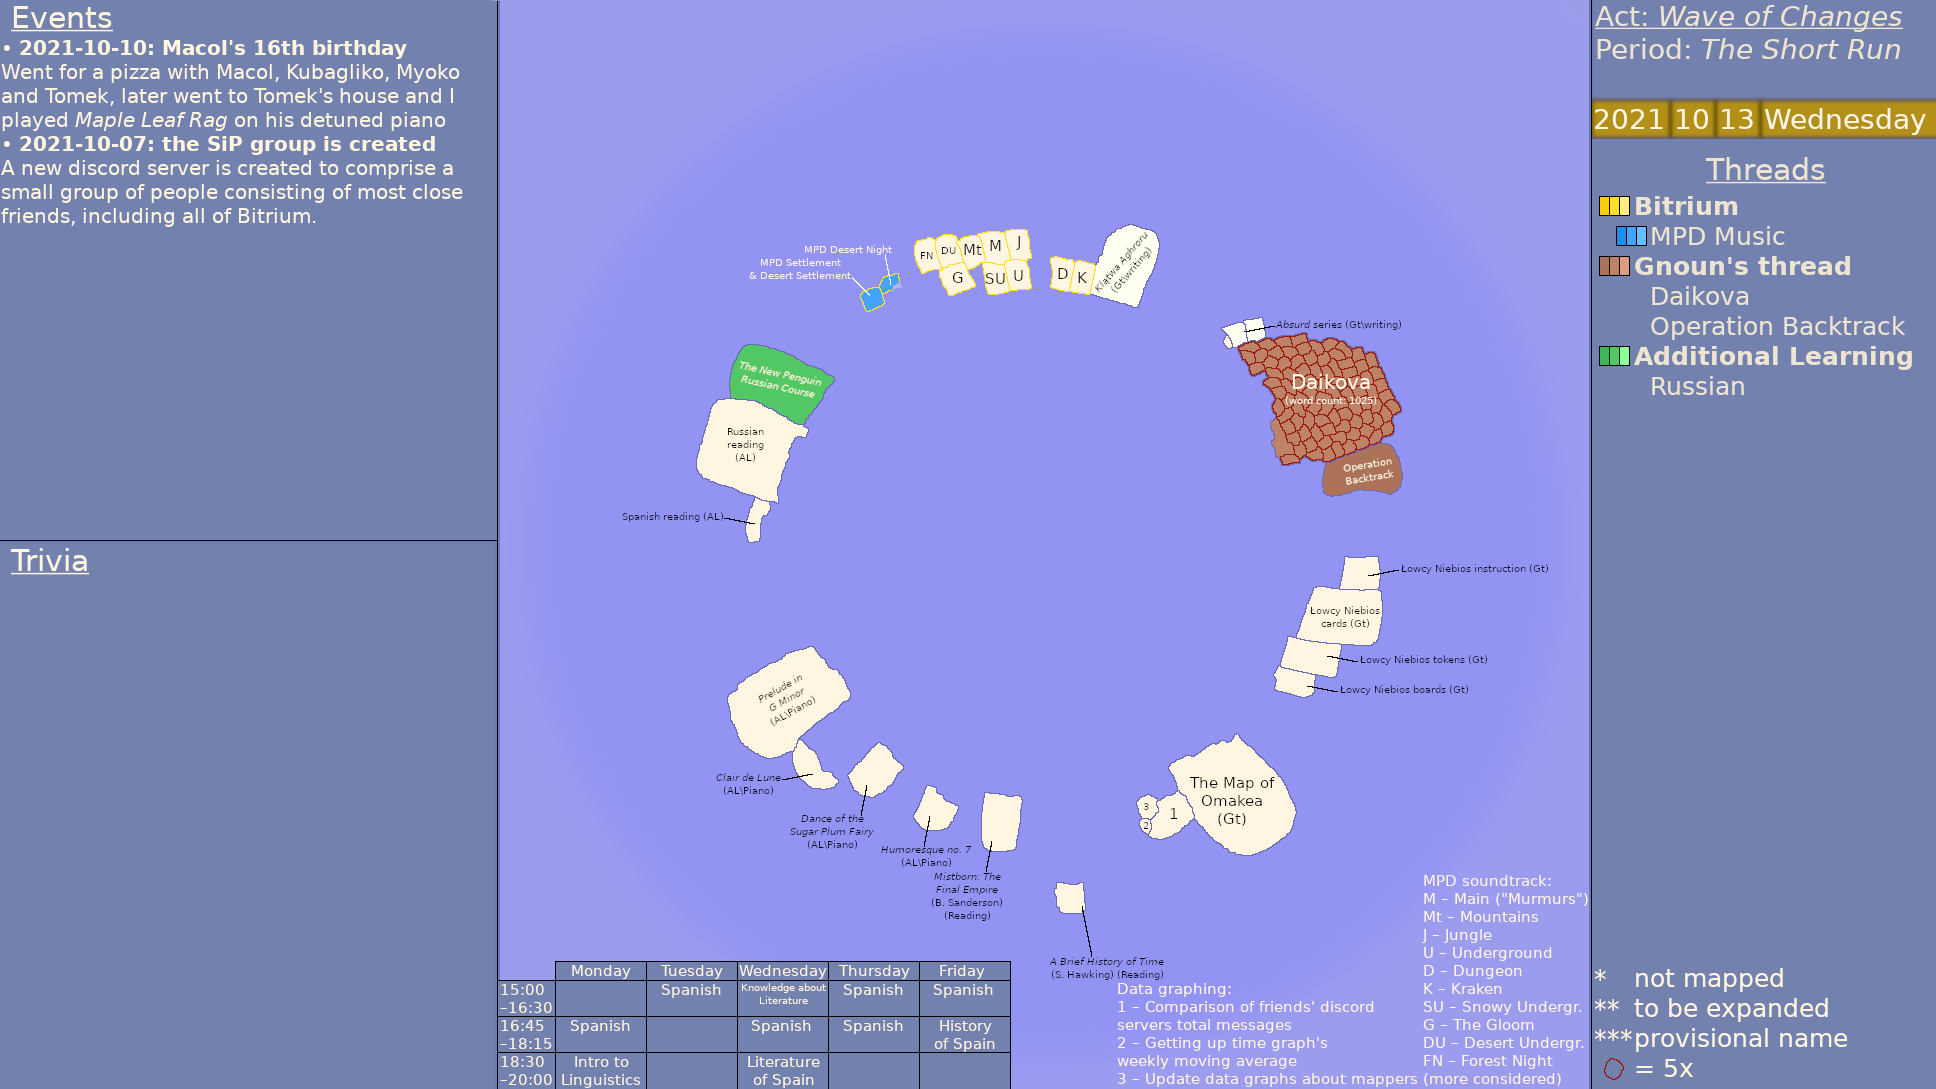 Events
• 2021-10-10: Macol's 16th birthday
Went for a pizza with Macol, Kubagliko, Myoko
and Tomek, later went to Tomek's house and I
played Maple Leaf Rag on his detuned piano
• 2021-10-07: the SiP group is created
A new discord server is created to comprise a
small group of people consisting of most close
friends, including all of Bitrium.
Trivia
MPD Desert Night
MPD Settlement
& Desert Settlement
FN
DU
Mt
M
J
G
SU
U
D
K
Klątwa Aghroru
(Gt\writing)
Absurd series (Gt\writing)
Daikova
(word count: 1025)
Operation
Backtrack
The New Penguin
Russian Course
Russian
reading
(AL)
Spanish reading (AL)
Łowcy Niebios instruction (Gt)
Łowcy Niebios
cards (Gt)
Łowcy Niebios tokens (Gt)
Łowcy Niebios boards (Gt)
Prelude in
G Minor
(AL\Piano)
Clair de Lune
(AL\Piano)
Dance of the
Sugar Plum Fairy
(AL\Piano)
Humoresque no. 7
(AL\Piano)
Mistborn: The
Final Empire
(B. Sanderson)
(Reading)
A Brief History of Time
(S. Hawking) (Reading)
The Map of
Omakea
(Gt)
3
1
2
Monday Tuesday Wednesday Thursday Friday
15:00
–16:30
Spanish
Knowledge about
Literature
Spanish
Spanish
16:45
–18:15
Spanish
Spanish
Spanish
History
of Spain
18:30
–20:00
Intro to
Linguistics
Literature
of Spain
Data graphing:
1 – Comparison of friends' discord
servers total messages
2 – Getting up time graph's
weekly moving average
3 – Update data graphs about mappers
MPD soundtrack:
M – Main ("Murmurs")
Mt – Mountains
J – Jungle
U – Underground
D – Dungeon
K – Kraken
SU – Snowy Undergr.
G – The Gloom
DU – Desert Undergr.
FN – Forest Night
(more considered)
Act: Wave of Changes
Period: The Short Run
2021 10 13 Wednesday
Threads
Bitrium
MPD Music
Gnoun's thread
Daikova
Operation Backtrack
Additional Learning
Russian
* not mapped
** to be expanded
*** provisional name
= 5x